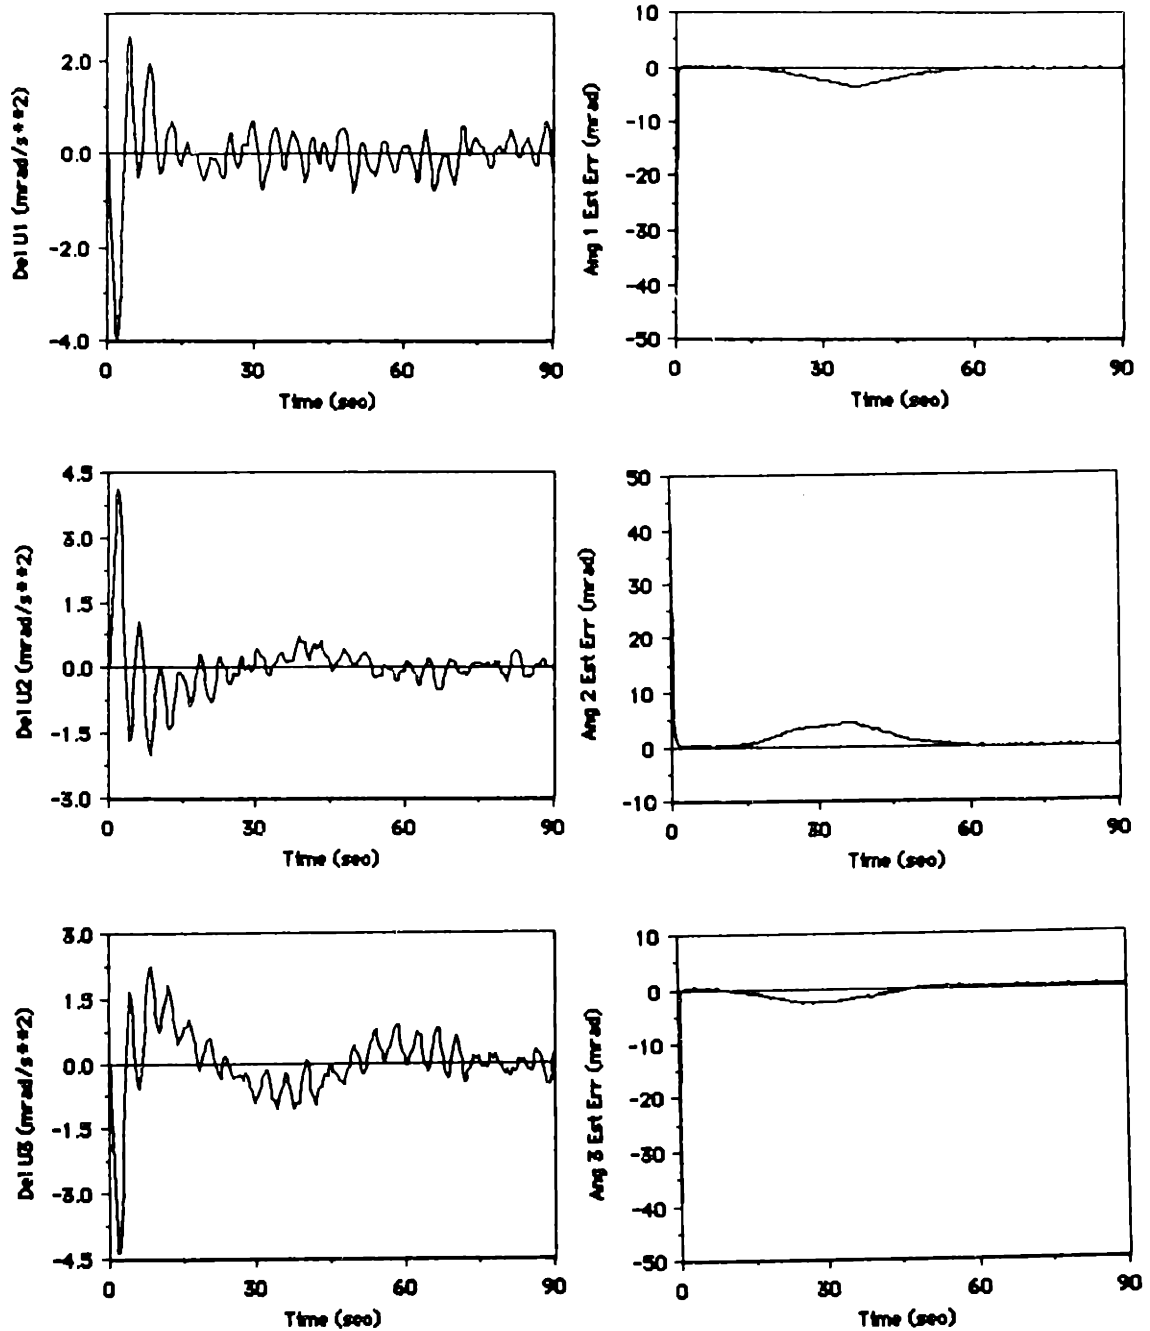 Del U1 (mrad/s**2)
2.0
0.0
-2.0
-4.0
0 30 60 90
Time (sec)
Ang 1 Est Err (mrad)
10
0
-10
-20
-30
-40
-50
0 30 60 90
Time (sec)
Del U2 (mrad/s**2)
4.5
3.0
1.5
0.0
-1.5
-3.0
0 30 60 90
Time (sec)
Ang 2 Est Err (mrad)
50
40
30
20
10
0
-10
0 30 60 90
Time (sec)
Del U3 (mrad/s**2)
3.0
1.5
0.0
-1.5
-3.0
-4.5
0 30 60 90
Time (sec)
Ang 3 Est Err (mrad)
10
0
-10
-20
-30
-40
-50
0 30 60 90
Time (sec)